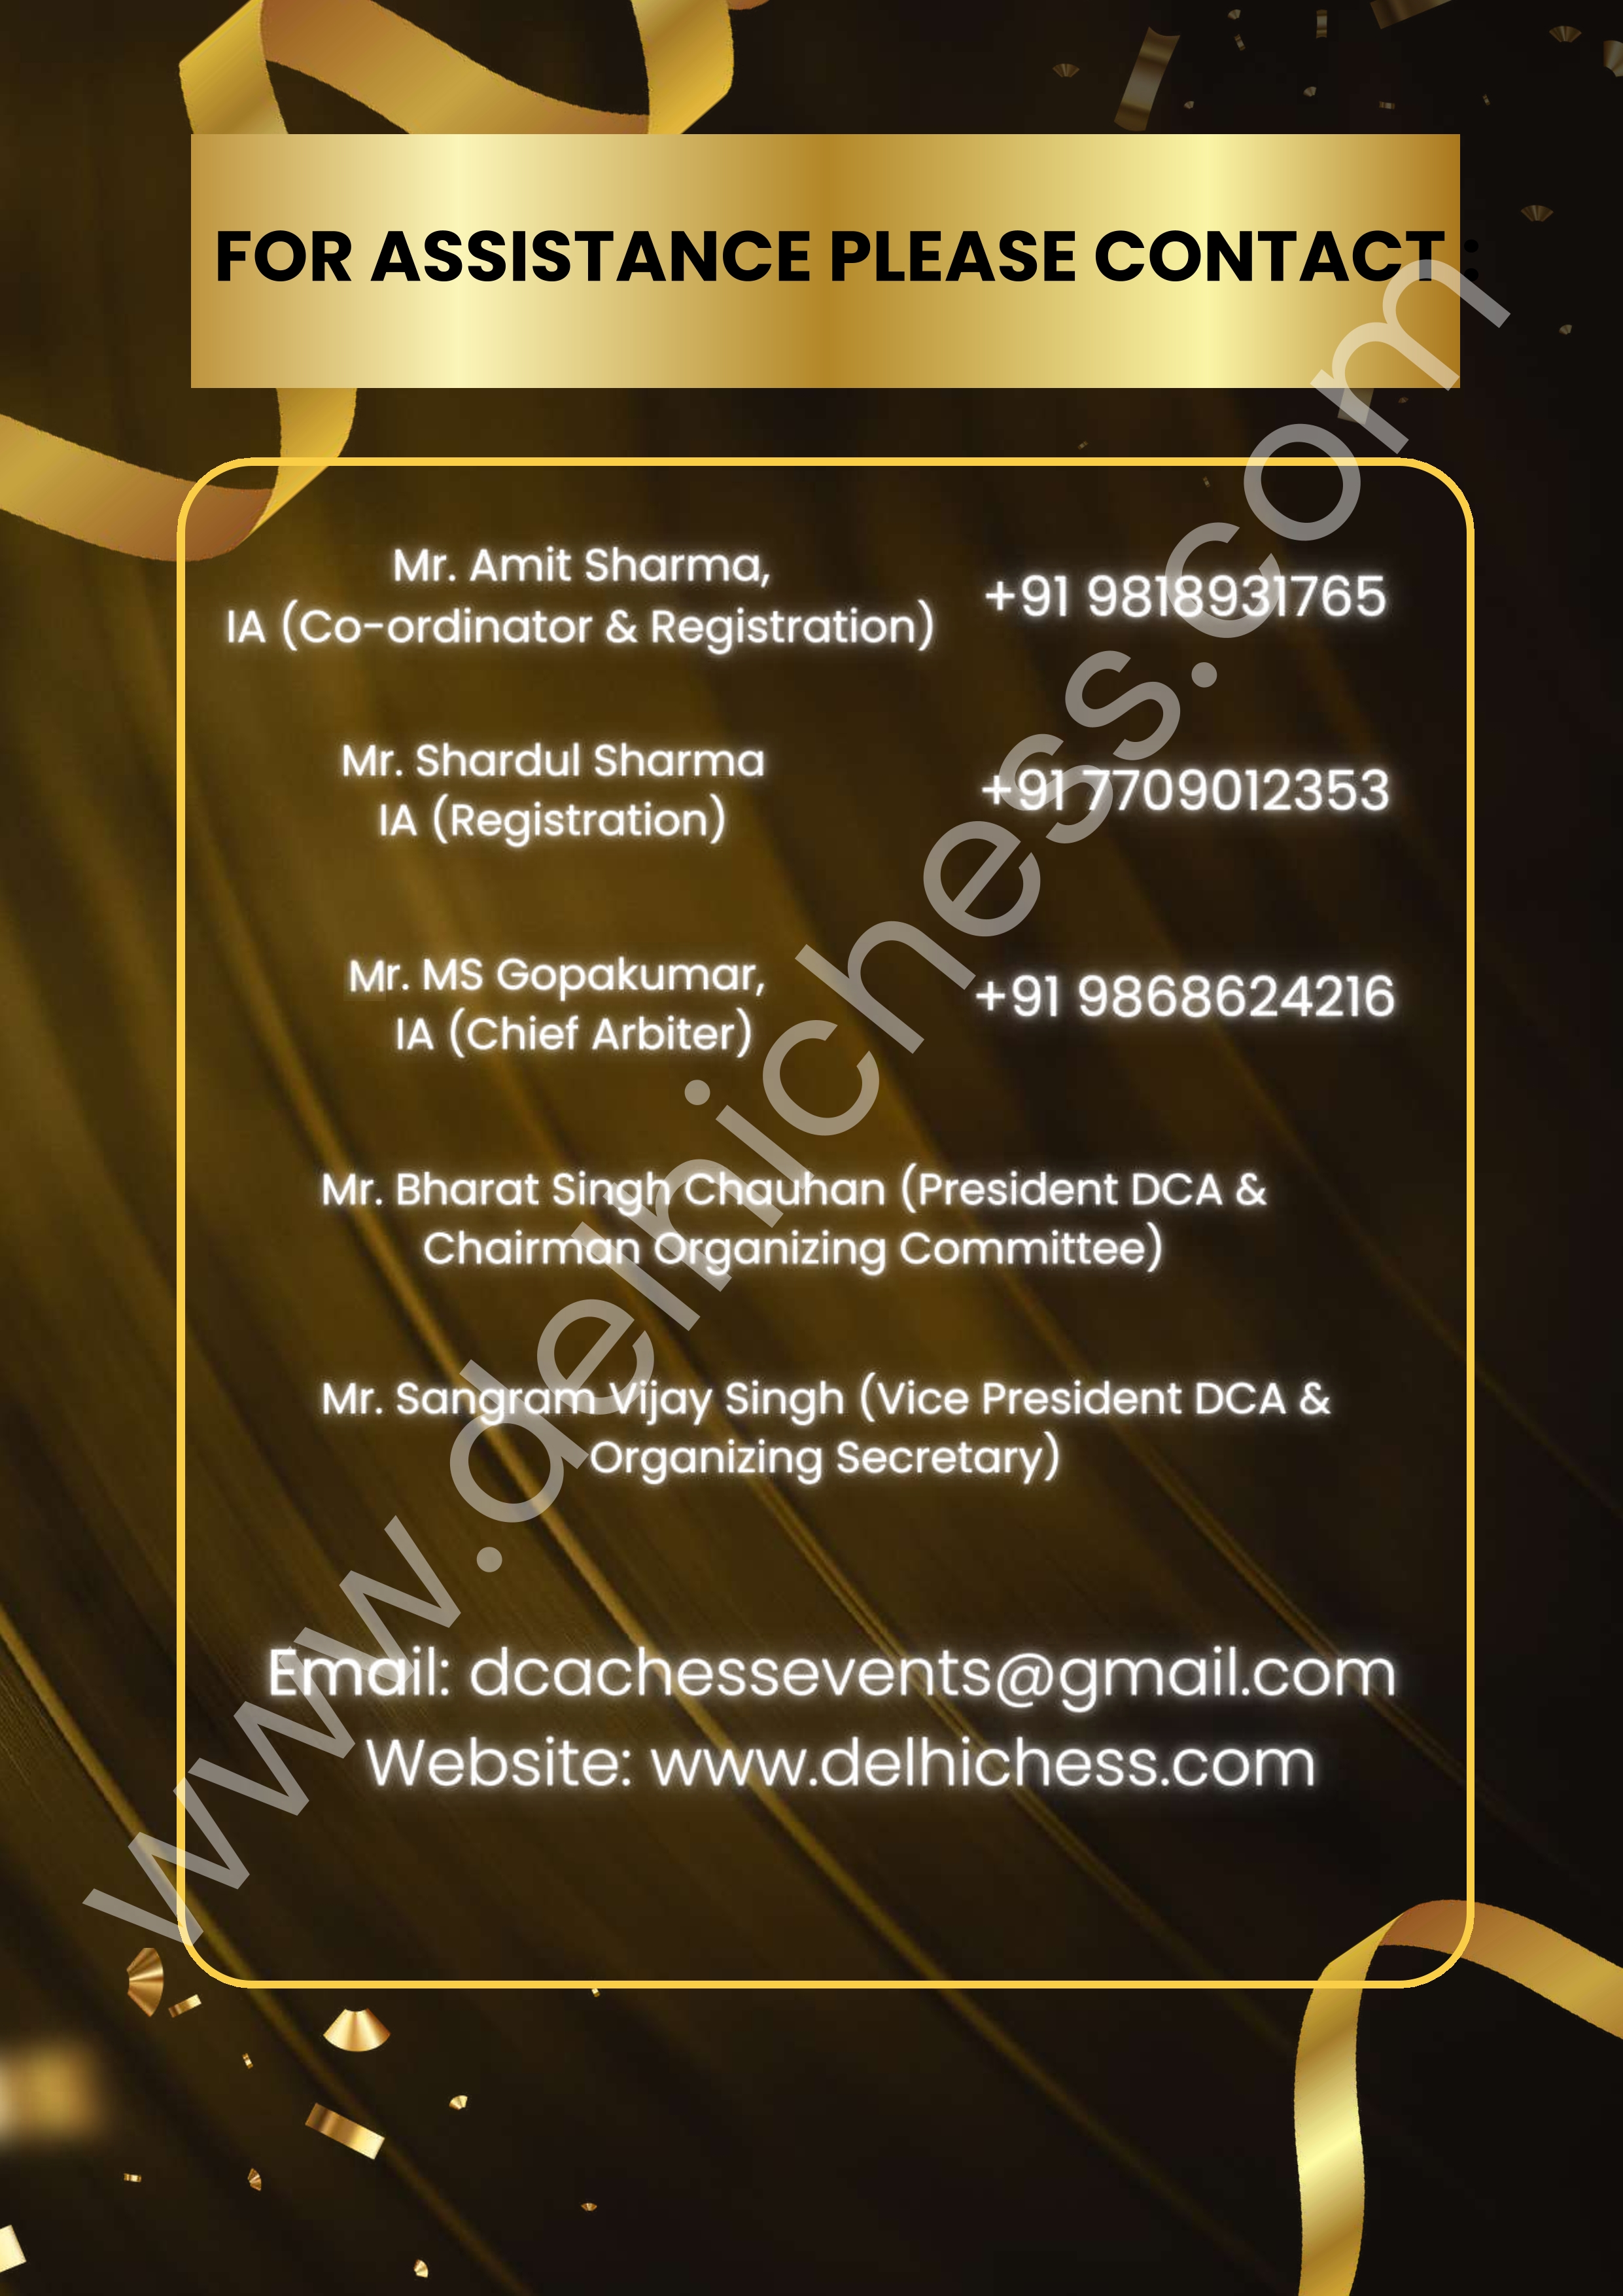 FOR ASSISTANCE PLEASE CONTACT :
Mr. Amit Sharma,
IA (Co-ordinator & Registration)
+91 9818931765
Mr. Shardul Sharma
IA (Registration)
+91 7709012353
Mr. MS Gopakumar,
IA (Chief Arbiter)
+91 9868624216
Mr. Bharat Singh Chauhan (President DCA &
Chairman Organizing Committee)
Mr. Sangram Vijay Singh (Vice President DCA &
Organizing Secretary)
Email: dcachessevents@gmail.com
Website: www.delhichess.com
www.delhichess.com